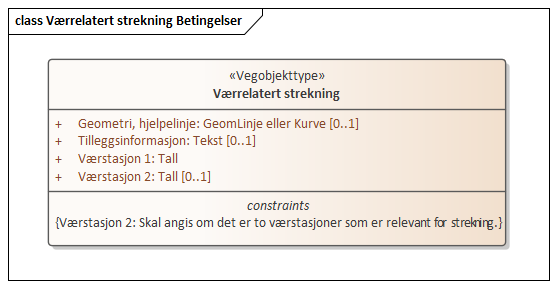 class Værrelatert strekning Betingelser
«Vegobjekttype»
Værrelatert strekning
+ Geometri, hjelpelinje: GeomLinje eller Kurve [0..1]
+ Tilleggsinformasjon: Tekst [0..1]
+ Værstasjon 1: Tall
+ Værstasjon 2: Tall [0..1]
constraints
{Værstasjon 2: Skal angis om det er to værstasjoner som er relevant for strekning.}